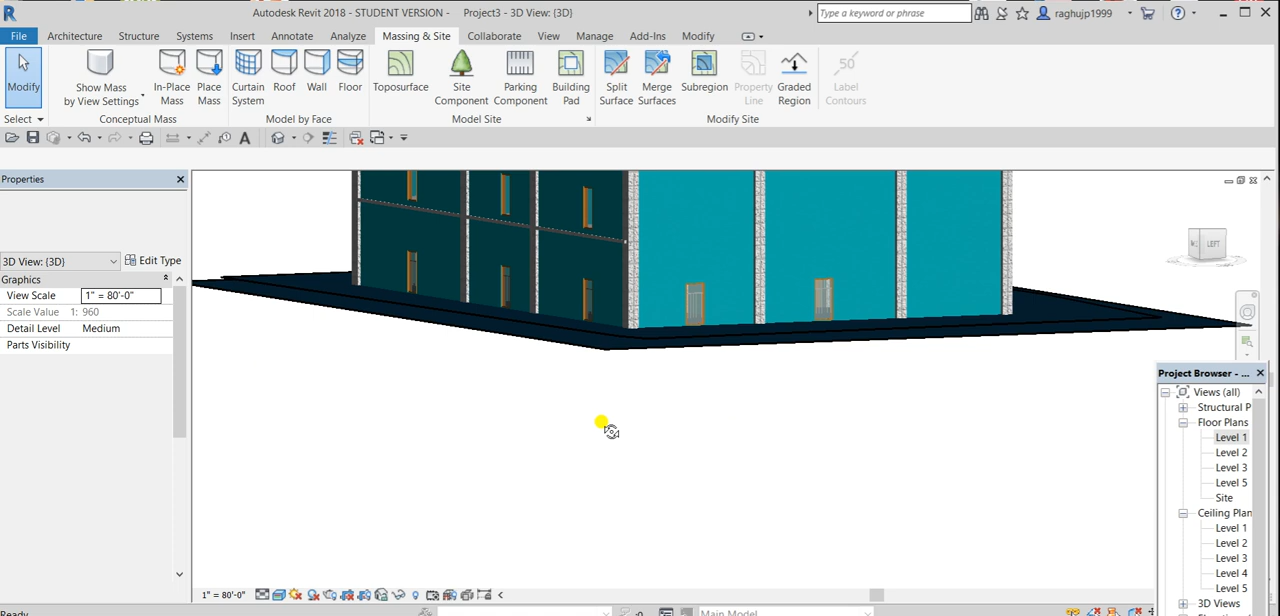 Autodesk Revit 2018 - STUDENT VERSION - Project3 - 3D View: {3D}
Type a keyword or phrase
raghujp1999
File Architecture Structure Systems Insert Annotate Analyze Massing & Site Collaborate View Manage Add-Ins Modify
Modify
Show Mass
by View Settings
In-Place
Mass
Place
Mass
Curtain
System
Roof
Wall
Floor
Toposurface
Site
Component
Parking
Component
Building
Pad
Split
Surface
Merge
Surfaces
Subregion
Property
Line
Graded
Region
50
Label
Contours
Select Conceptual Mass Model by Face Model Site Modify Site
Properties
3D View: {3D} Edit Type
Graphics
View Scale 1" = 80'-0"
Scale Value 1: 960
Detail Level Medium
Parts Visibility
LEFT
Project Browser - ...
Views (all)
Structural P
Floor Plans
Level 1
Level 2
Level 3
Level 5
Site
Ceiling Plan
Level 1
Level 2
Level 3
Level 4
Level 5
3D Views
1" = 80'-0"
Ready
Main Model